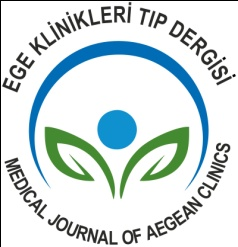 EGE KLİNİKLERİ TIP DERGİSİ
MEDICAL JOURNAL OF AEGEAN CLINICS